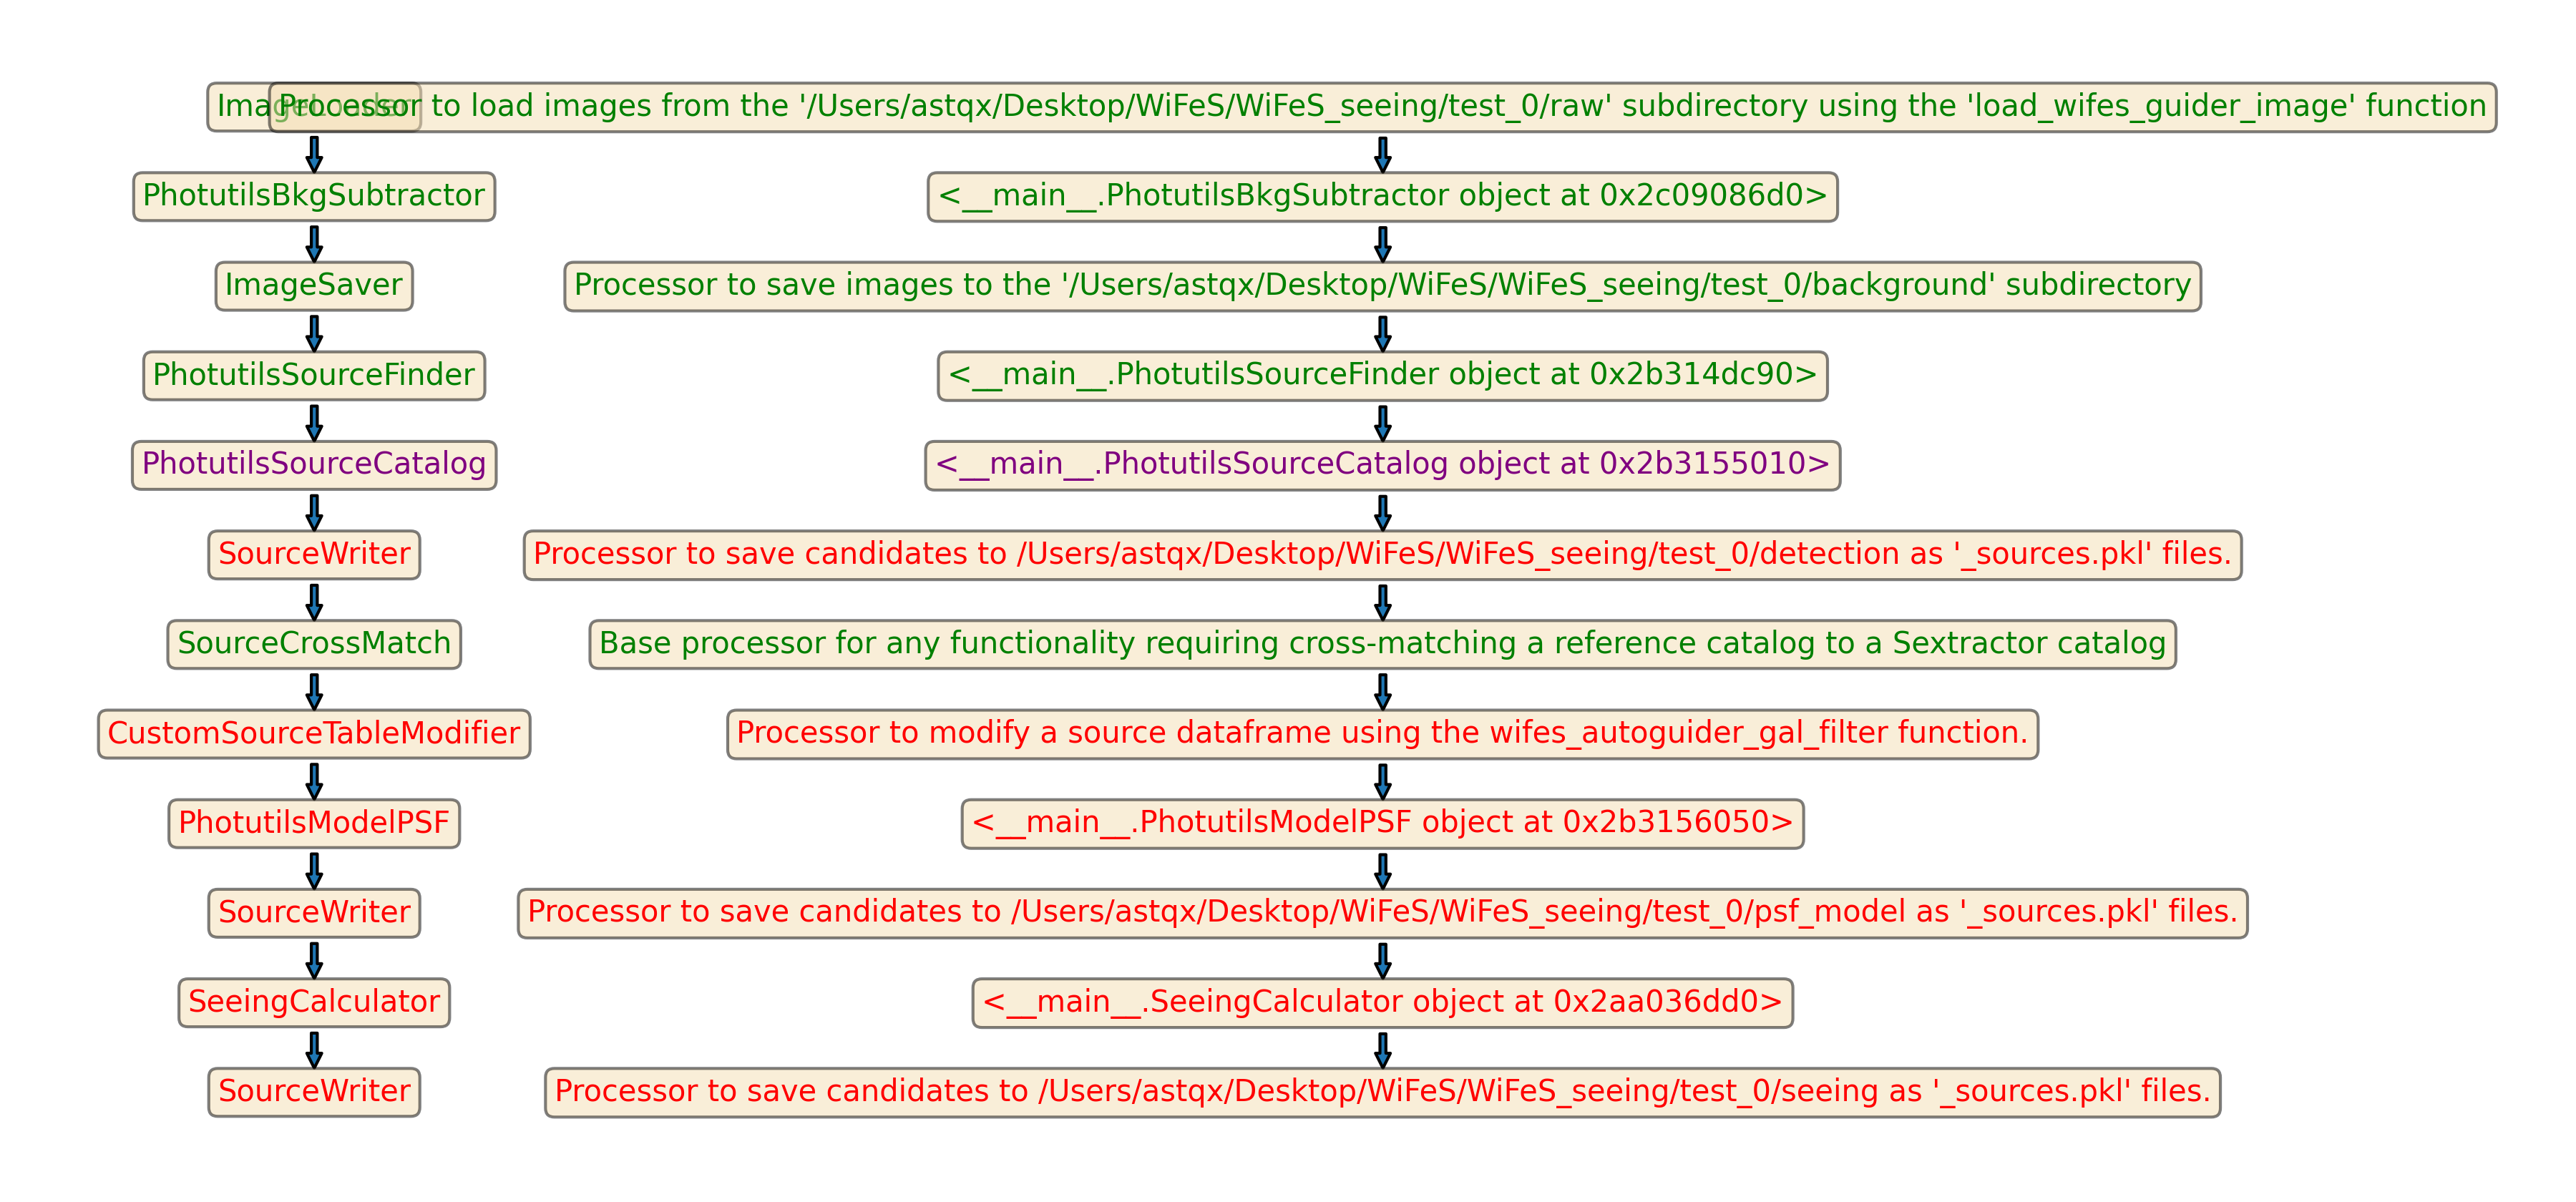 ImageLoader
Processor to load images from the '/Users/astqx/Desktop/WiFeS/WiFeS_seeing/test_0/raw' subdirectory using the 'load_wifes_guider_image' function
PhotutilsBkgSubtractor
<__main__.PhotutilsBkgSubtractor object at 0x2c09086d0>
ImageSaver
Processor to save images to the '/Users/astqx/Desktop/WiFeS/WiFeS_seeing/test_0/background' subdirectory
PhotutilsSourceFinder
<__main__.PhotutilsSourceFinder object at 0x2b314dc90>
PhotutilsSourceCatalog
<__main__.PhotutilsSourceCatalog object at 0x2b3155010>
SourceWriter
Processor to save candidates to /Users/astqx/Desktop/WiFeS/WiFeS_seeing/test_0/detection as '_sources.pkl' files.
SourceCrossMatch
Base processor for any functionality requiring cross-matching a reference catalog to a Sextractor catalog
CustomSourceTableModifier
Processor to modify a source dataframe using the wifes_autoguider_gal_filter function.
PhotutilsModelPSF
<__main__.PhotutilsModelPSF object at 0x2b3156050>
SourceWriter
Processor to save candidates to /Users/astqx/Desktop/WiFeS/WiFeS_seeing/test_0/psf_model as '_sources.pkl' files.
SeeingCalculator
<__main__.SeeingCalculator object at 0x2aa036dd0>
SourceWriter
Processor to save candidates to /Users/astqx/Desktop/WiFeS/WiFeS_seeing/test_0/seeing as '_sources.pkl' files.